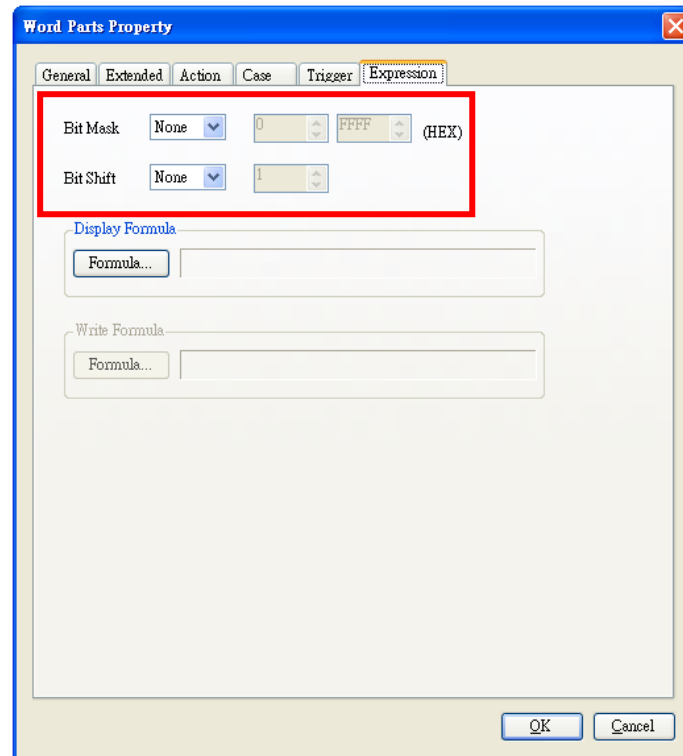 Word Parts Property
General Extended Action Case Trigger Expression
Bit Mask None 0 FFFF (HEX)
Bit Shift None 1
Display Formula
Formula...
Write Formula
Formula...
OK Cancel